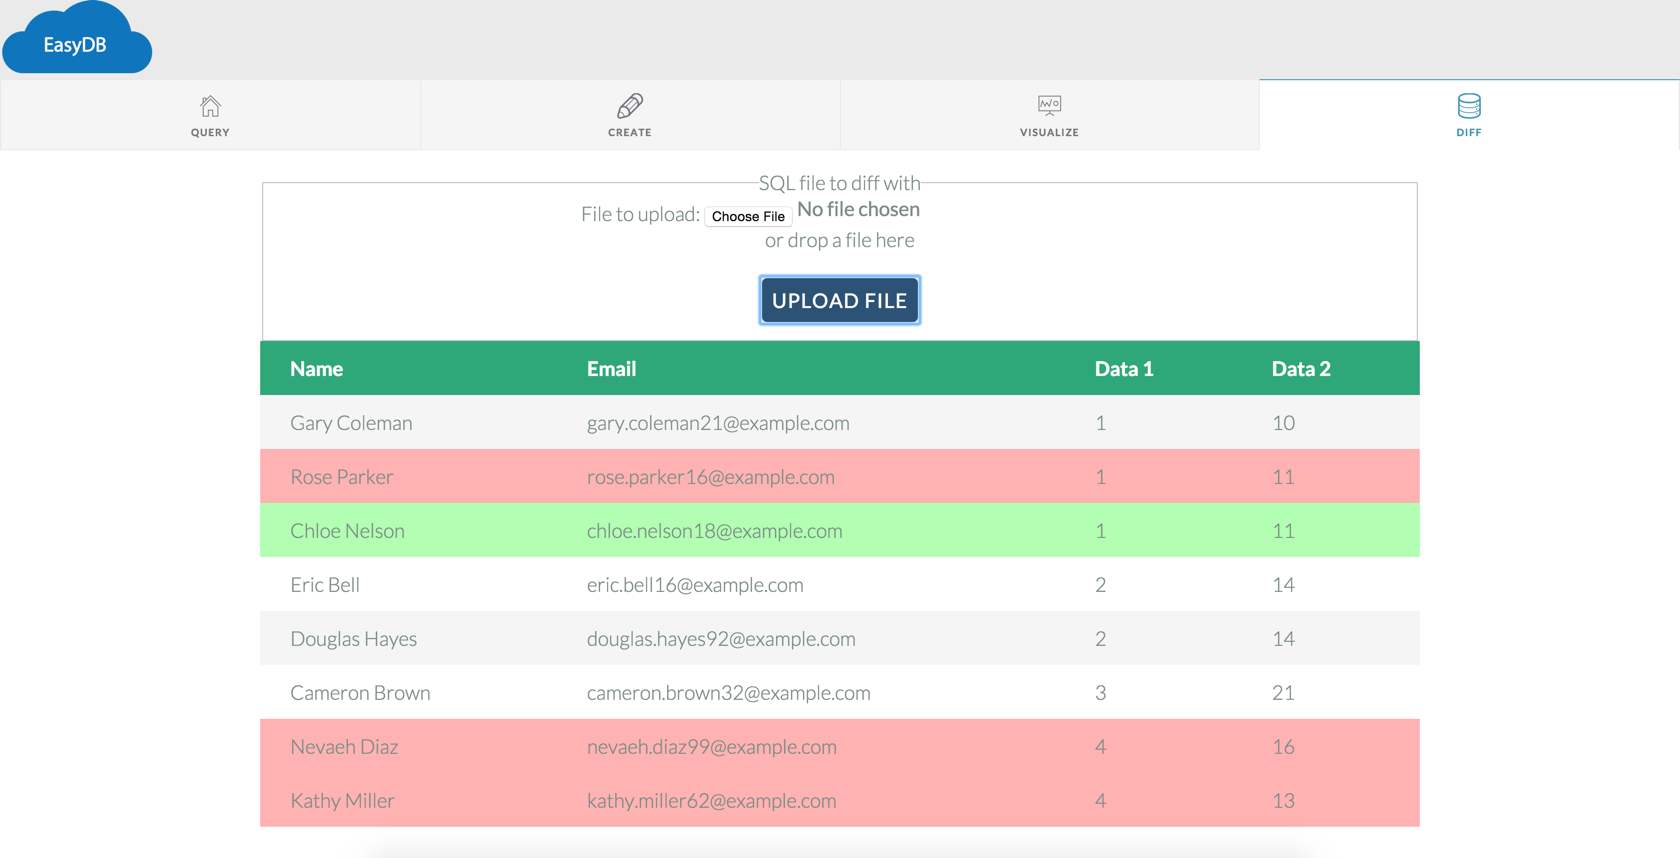 EasyDB
QUERY
CREATE
VISUALIZE
DIFF
SQL file to diff with
File to upload: Choose File No file chosen
or drop a file here
UPLOAD FILE
Name Email Data 1 Data 2
Gary Coleman gary.coleman21@example.com 1 10
Rose Parker rose.parker16@example.com 1 11
Chloe Nelson chloe.nelson18@example.com 1 11
Eric Bell eric.bell16@example.com 2 14
Douglas Hayes douglas.hayes92@example.com 2 14
Cameron Brown cameron.brown32@example.com 3 21
Nevaeh Diaz nevaeh.diaz99@example.com 4 16
Kathy Miller kathy.miller62@example.com 4 13